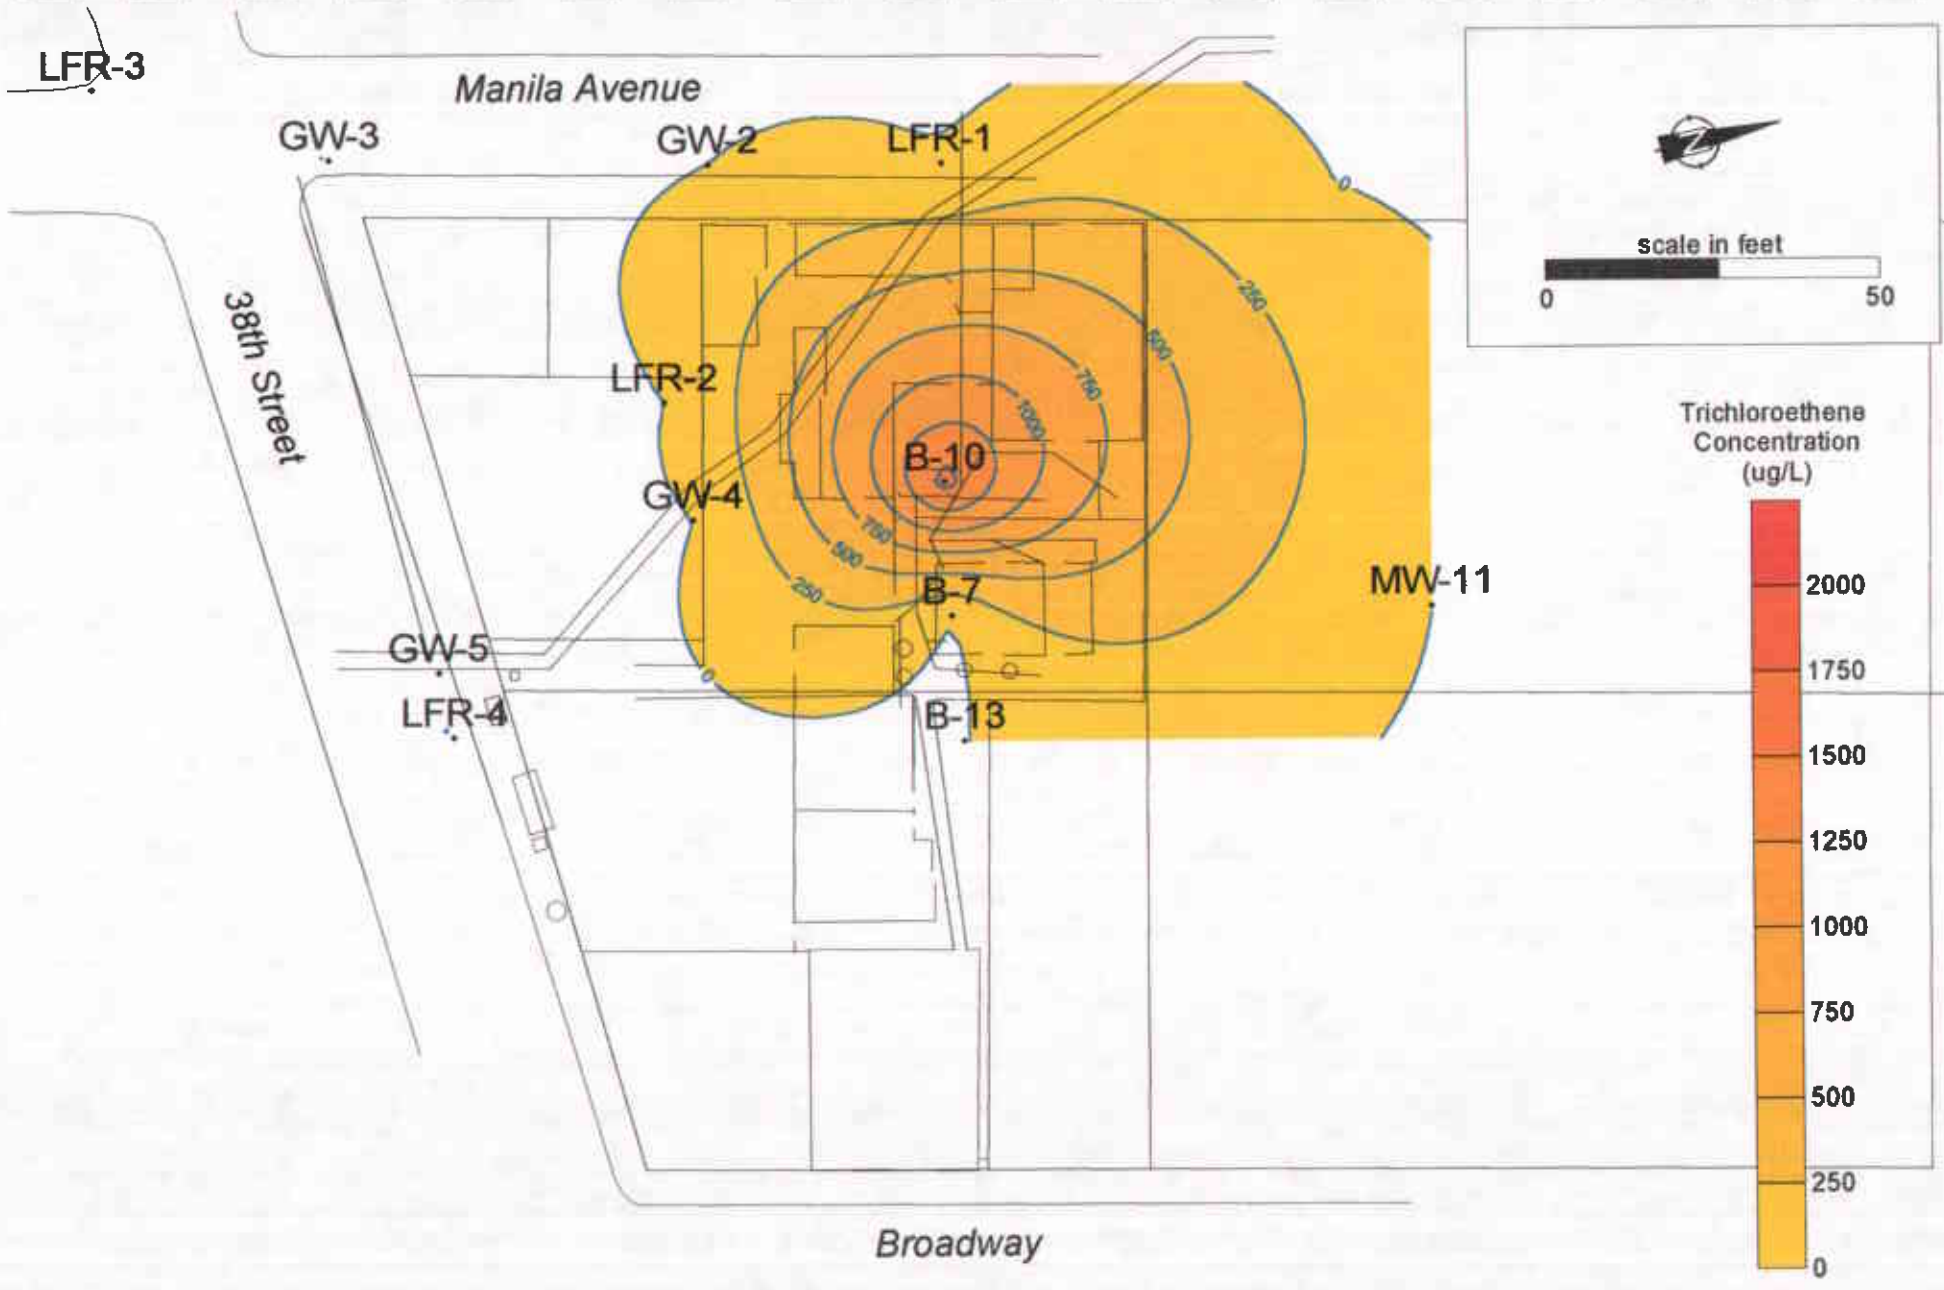 LFR-3
Manila Avenue
GW-3
GW-2
LFR-1
0
Z
scale in feet
0 50
38th Street
250
500
LFR-2
750
1000
B-10
GW-4
750
500
250
B-7
MW-11
GW-5
0
LFR-4
B-13
Trichloroethene
Concentration
(ug/L)
2000
1750
1500
1250
1000
750
500
250
0
Broadway